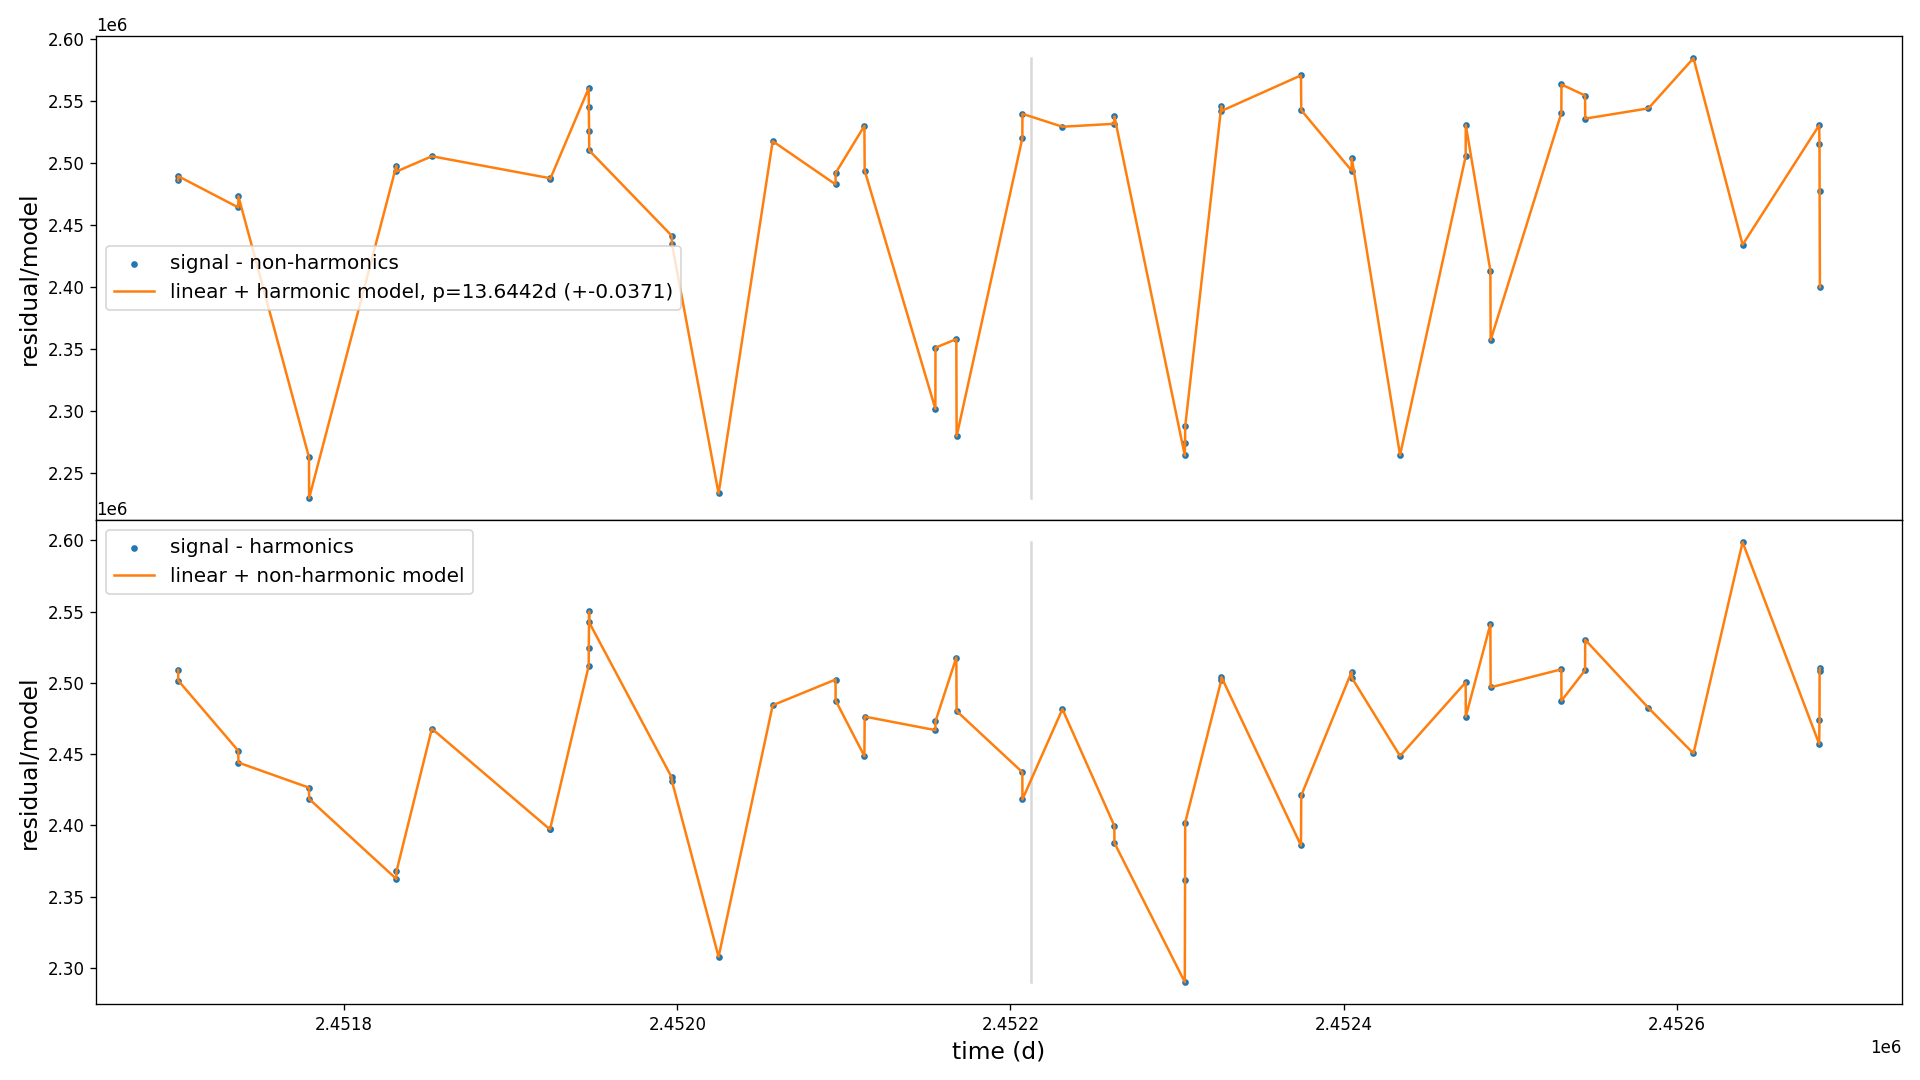 1e6
2.60
2.55
2.50
2.45
2.40
2.35
2.30
2.25
residual/model
signal - non-harmonics
linear + harmonic model, p=13.6442d (+-0.0371)
1e6
2.60
2.55
2.50
2.45
2.40
2.35
2.30
residual/model
signal - harmonics
linear + non-harmonic model
2.4518
2.4520
2.4522
2.4524
2.4526
time (d)
1e6